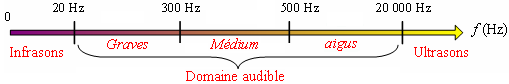 0 20 Hz 300 Hz 500 Hz 20 000 Hz
f (Hz)
Infrasons Graves Médium aigus Ultrasons
Domaine audible